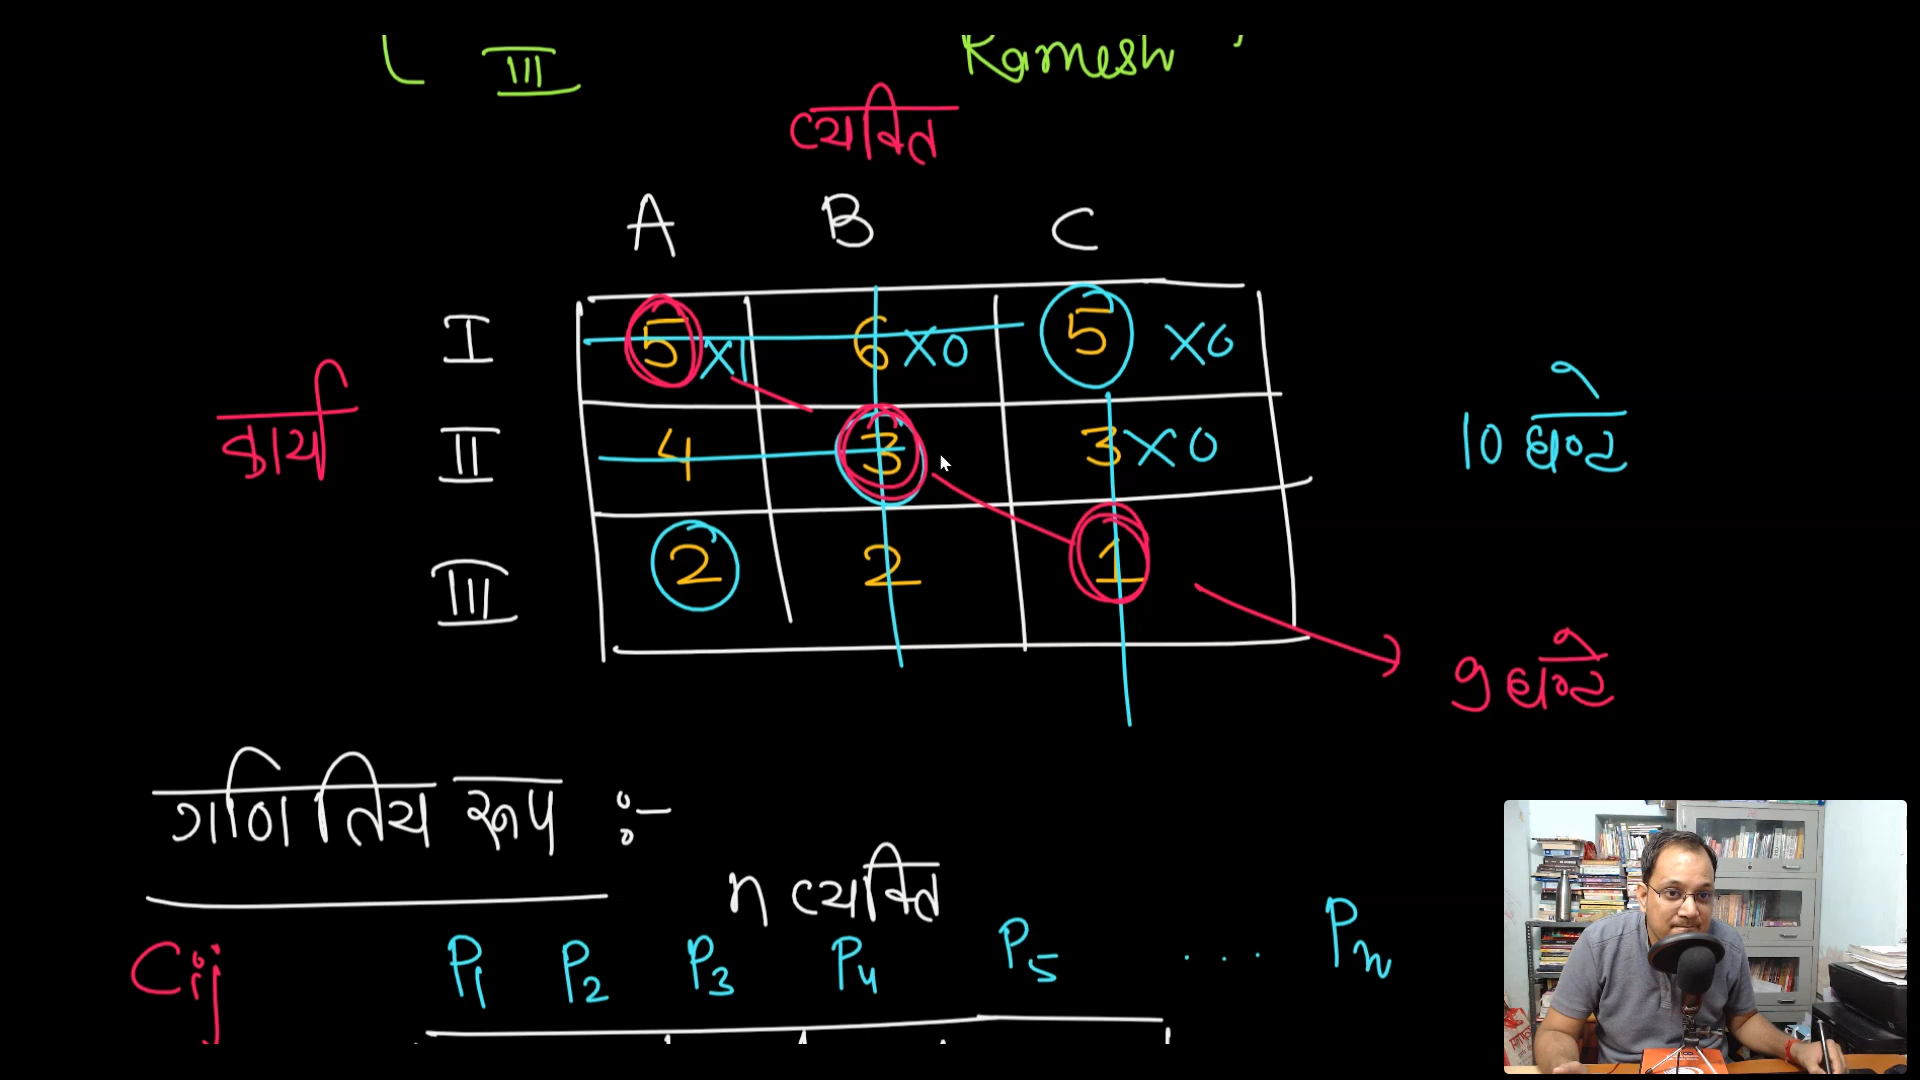 III Ramesh
व्यक्ति
A B C
I 5 X1 6 X0 5 X0
कार्य II 4 3 3 X0 10 घण्टे
III 2 2 1
9 घण्टे
गणितिय रूप :-
n व्यक्ति
Cij P1 P2 P3 P4 P5 ... Pn